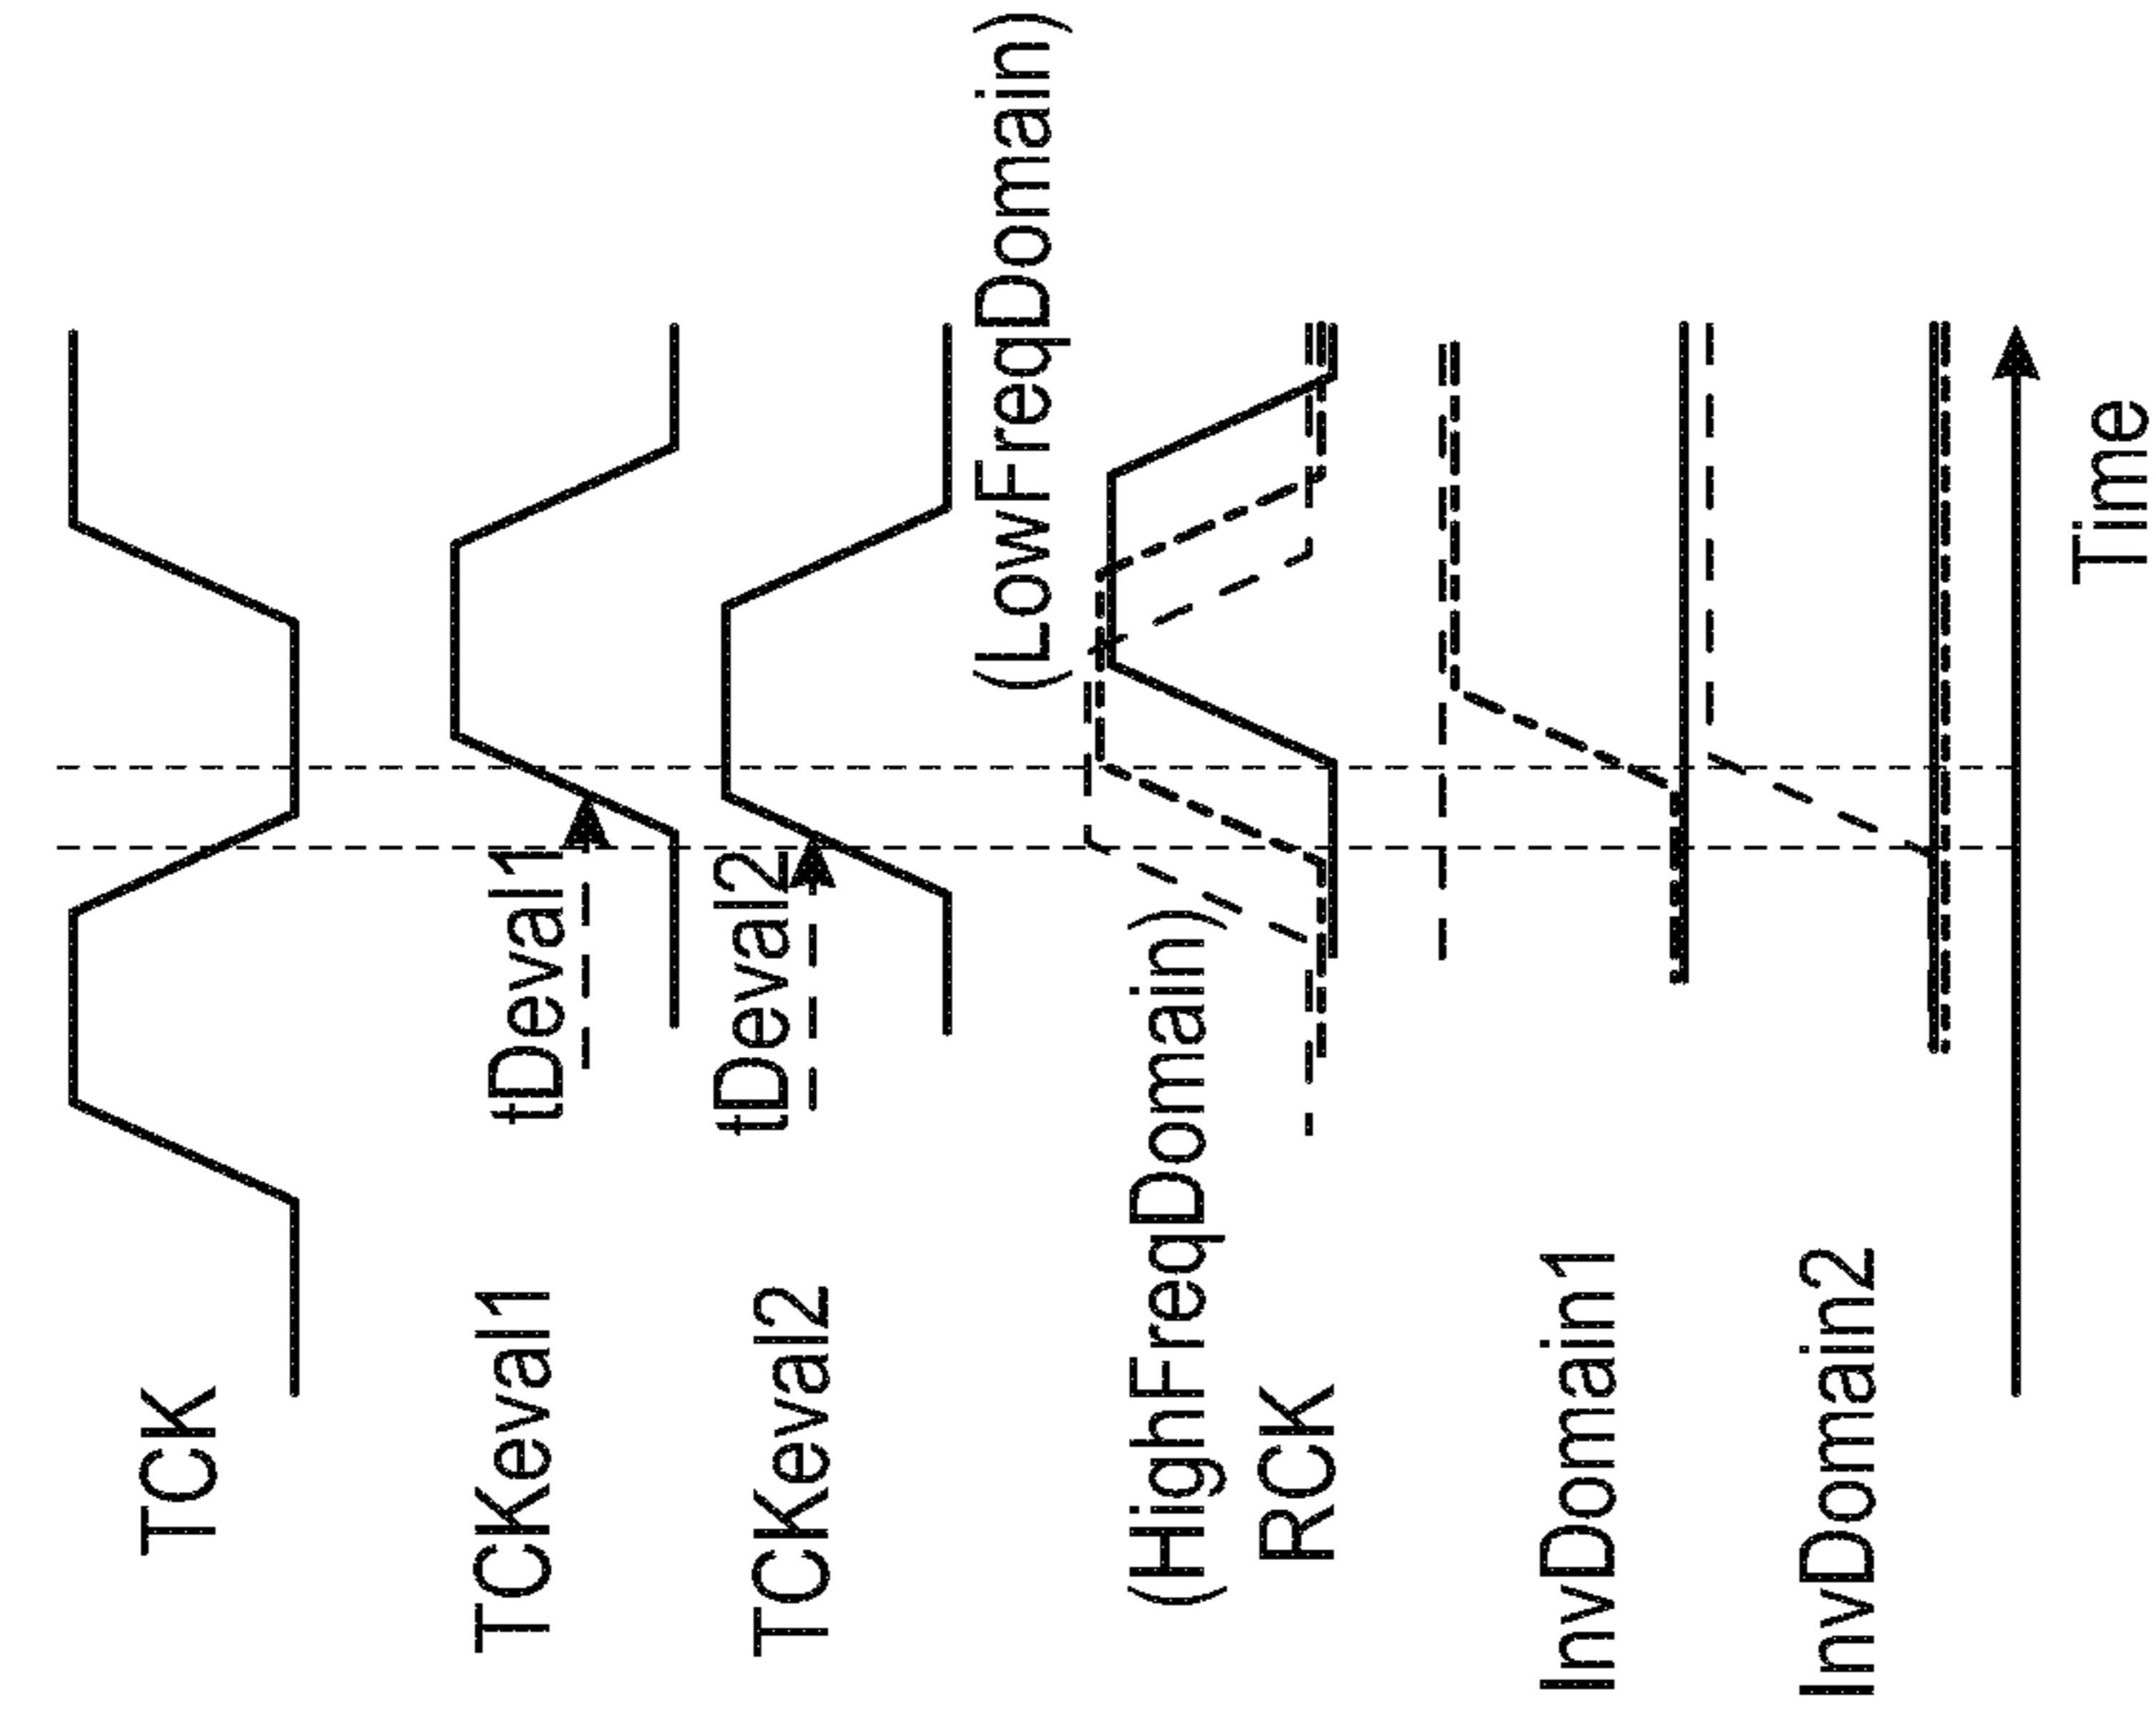 TCK
TCKeval1
tDeval1
TCKeval2
tDeval2
(LowFreqDomain)
(HighFreqDomain)
RCK
InvDomain1
InvDomain2
Time